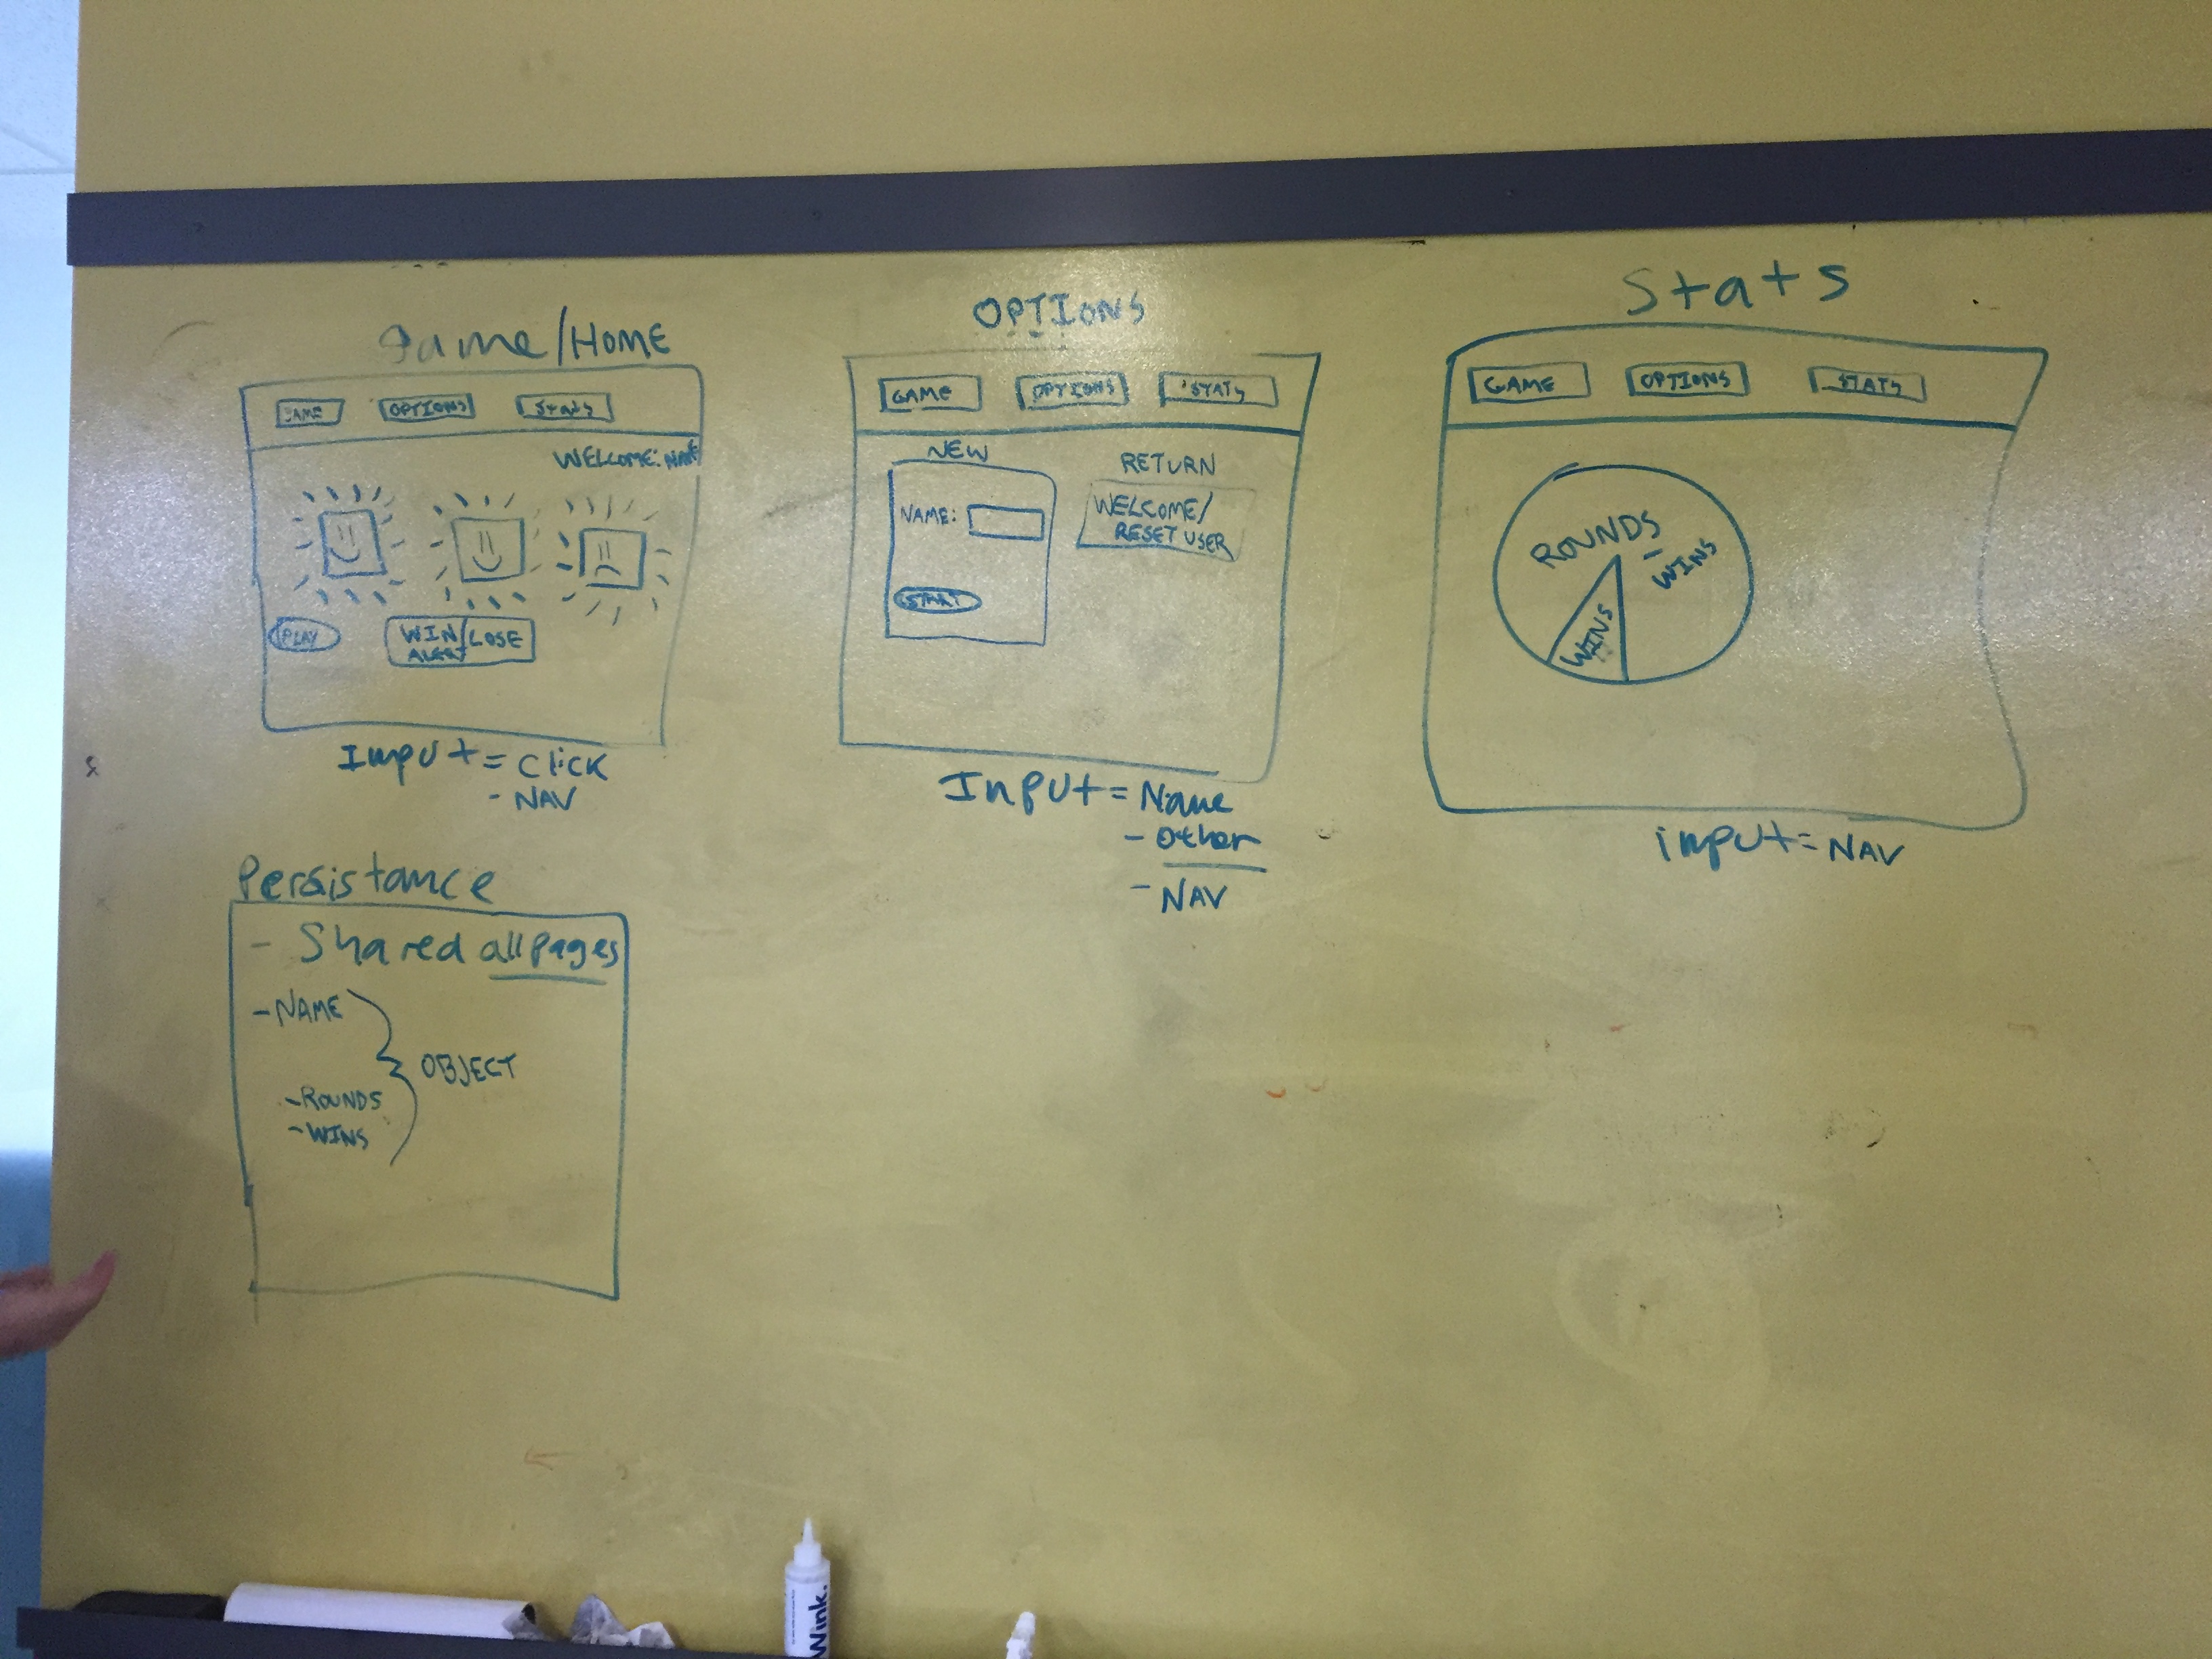 Game/HOME
GAME OPTIONS STATS
WELCOME: NAME
PLAY
WIN/LOSE
ALERT
Input = Click
- NAV
OPTIONS
GAME OPTIONS STATS
NEW
NAME:
START
RETURN
WELCOME/
RESET USER
Input = Name
- Other
- NAV
Stats
GAME OPTIONS STATS
ROUNDS
- WINS
WINS
input = NAV
Persistance
- Shared all pages
- NAME
OBJECT
- ROUNDS
- WINS
Wink.